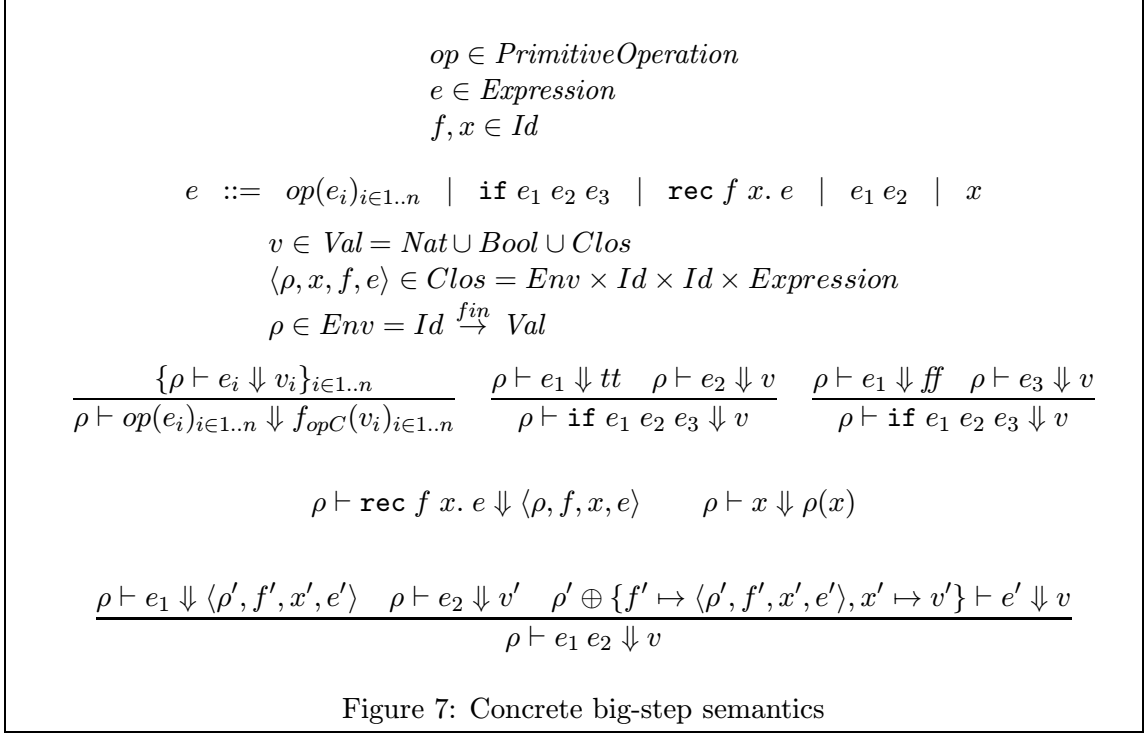 op ∈ PrimitiveOperation
e ∈ Expression
f, x ∈ Id
e ::= op(e_i)_{i∈1..n} | if e_1 e_2 e_3 | rec f x. e | e_1 e_2 | x
v ∈ Val = Nat ∪ Bool ∪ Clos
⟨ρ, x, f, e⟩ ∈ Clos = Env × Id × Id × Expression
ρ ∈ Env = Id →^{fin} Val
{ρ ⊢ e_i ⇓ v_i}_{i∈1..n} ρ ⊢ e_1 ⇓ tt ρ ⊢ e_2 ⇓ v ρ ⊢ e_1 ⇓ ff ρ ⊢ e_3 ⇓ v
ρ ⊢ op(e_i)_{i∈1..n} ⇓ f_{opC}(v_i)_{i∈1..n} ρ ⊢ if e_1 e_2 e_3 ⇓ v ρ ⊢ if e_1 e_2 e_3 ⇓ v
ρ ⊢ rec f x. e ⇓ ⟨ρ, f, x, e⟩ ρ ⊢ x ⇓ ρ(x)
ρ ⊢ e_1 ⇓ ⟨ρ′, f′, x′, e′⟩ ρ ⊢ e_2 ⇓ v′ ρ′ ⊕ {f′ ↦ ⟨ρ′, f′, x′, e′⟩, x′ ↦ v′} ⊢ e′ ⇓ v
ρ ⊢ e_1 e_2 ⇓ v
Figure 7: Concrete big-step semantics